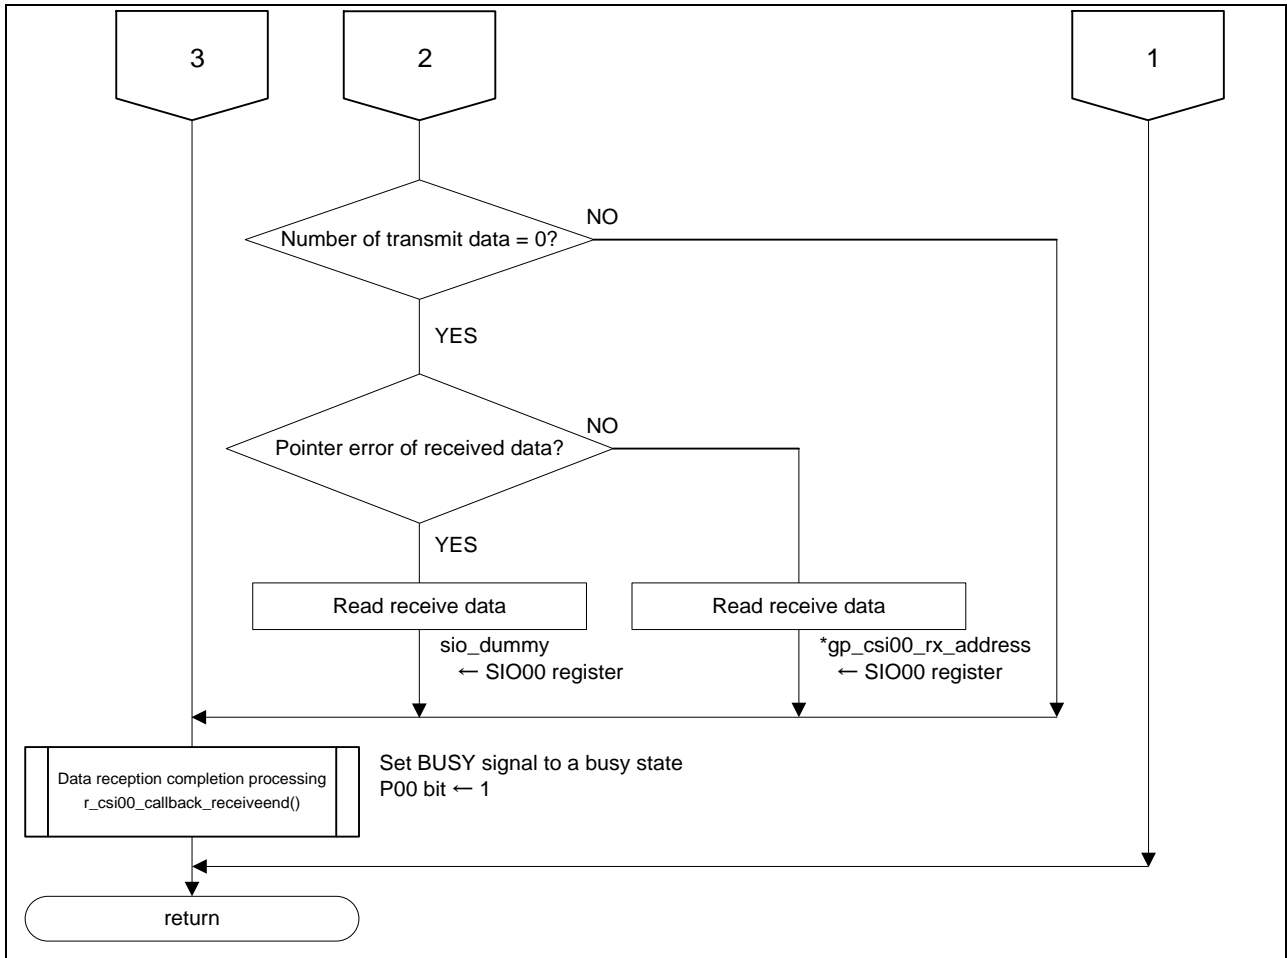 3
2
1
NO
Number of transmit data = 0?
YES
NO
Pointer error of received data?
YES
Read receive data
Read receive data
sio_dummy
← SIO00 register
*gp_csi00_rx_address
← SIO00 register
Data reception completion processing
r_csi00_callback_receiveend()
Set BUSY signal to a busy state
P00 bit ← 1
return